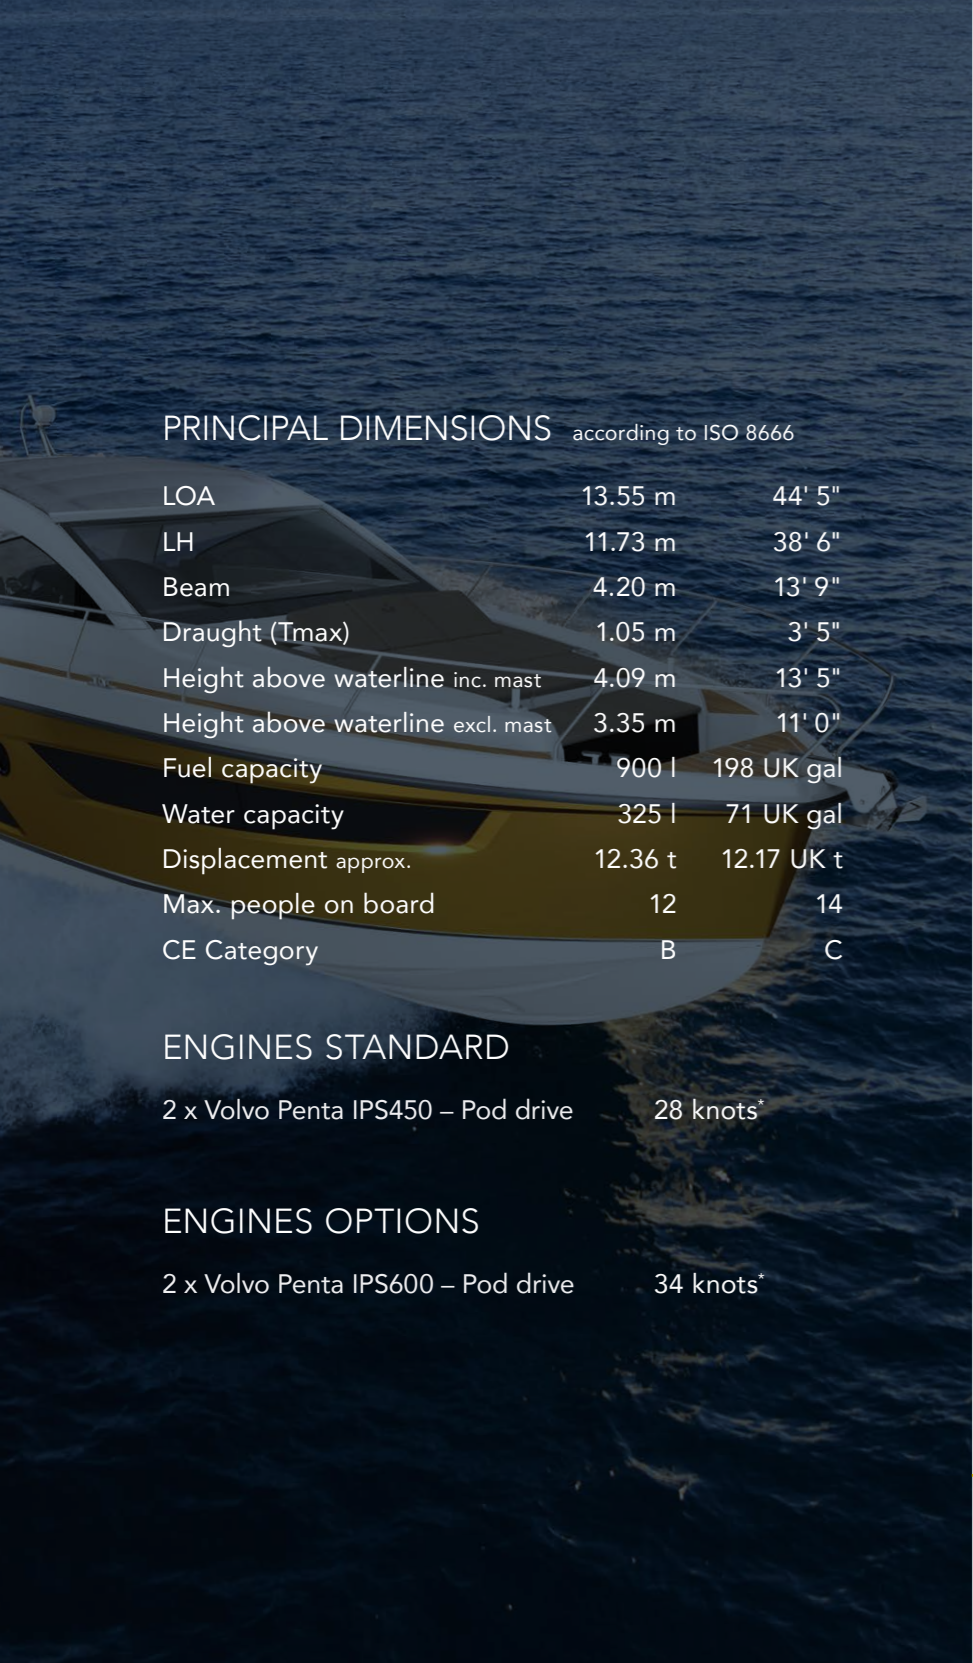 PRINCIPAL DIMENSIONS according to ISO 8666
LOA 13.55 m 44' 5"
LH 11.73 m 38' 6"
Beam 4.20 m 13' 9"
Draught (Tmax) 1.05 m 3' 5"
Height above waterline inc. mast 4.09 m 13' 5"
Height above waterline excl. mast 3.35 m 11' 0"
Fuel capacity 900 l 198 UK gal
Water capacity 325 l 71 UK gal
Displacement approx. 12.36 t 12.17 UK t
Max. people on board 12 14
CE Category B C
ENGINES STANDARD
2 x Volvo Penta IPS450 – Pod drive 28 knots*
ENGINES OPTIONS
2 x Volvo Penta IPS600 – Pod drive 34 knots*